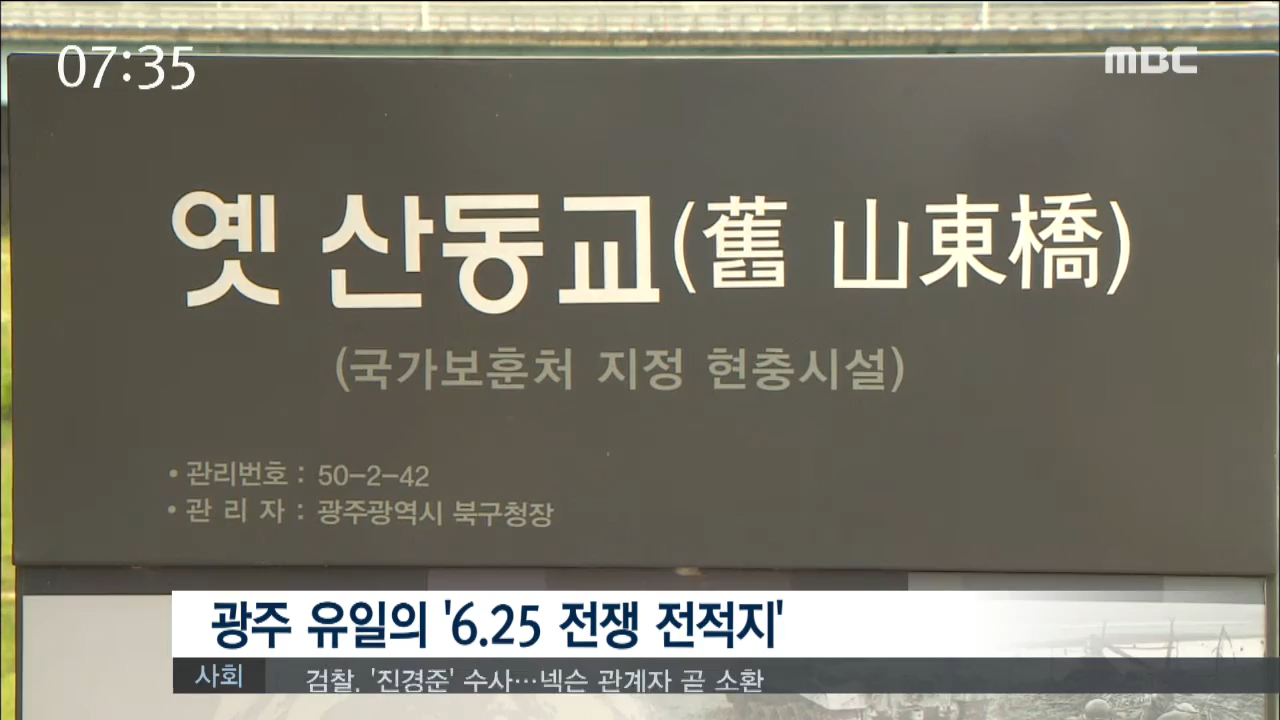 07:35
MBC
옛 산동교(舊 山東橋)
(국가보훈처 지정 현충시설)
• 관리번호 : 50-2-42
• 관 리 자 : 광주광역시 북구청장
광주 유일의 '6.25 전쟁 전적지'
사회 검찰, '진경준' 수사…넥슨 관계자 곧 소환